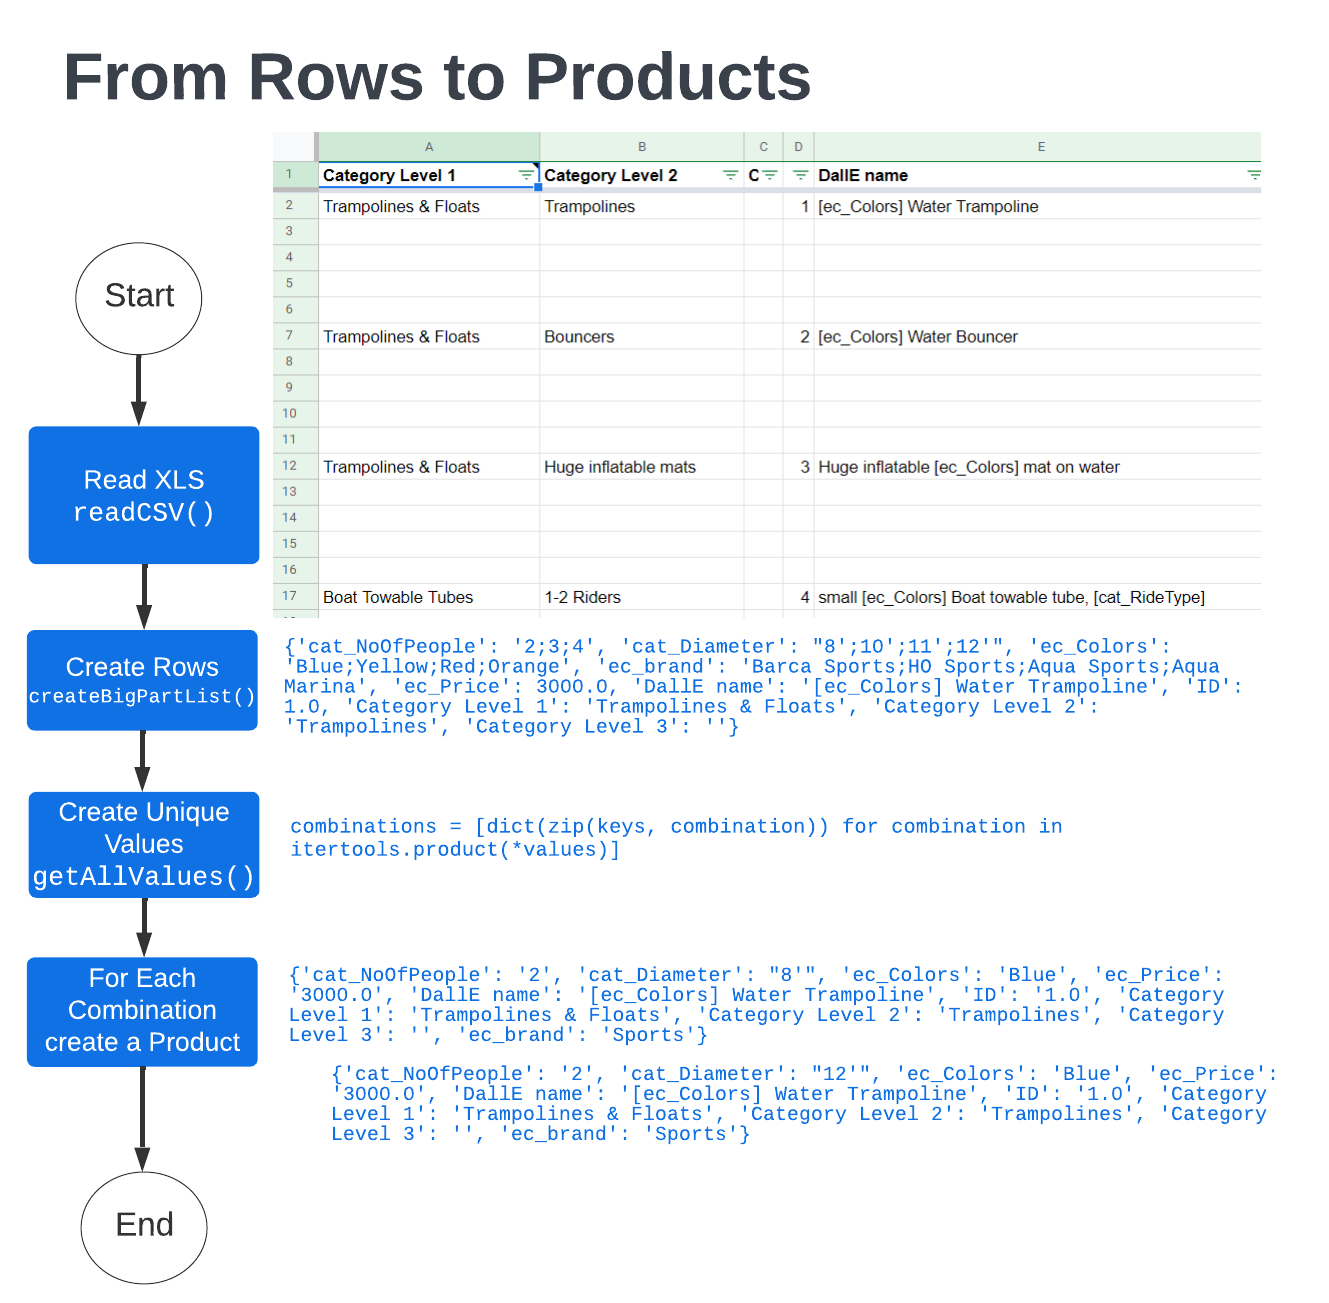 From Rows to Products
A B C D E
1 Category Level 1 Category Level 2 C DallE name
2 Trampolines & Floats Trampolines 1 [ec_Colors] Water Trampoline
3
4
5
6
7 Trampolines & Floats Bouncers 2 [ec_Colors] Water Bouncer
8
9
10
11
12 Trampolines & Floats Huge inflatable mats 3 Huge inflatable [ec_Colors] mat on water
13
14
15
16
17 Boat Towable Tubes 1-2 Riders 4 small [ec_Colors] Boat towable tube, [cat_RideType]
Start
Read XLS
readCSV()
Create Rows
createBigPartList()
{'cat_NoOfPeople': '2;3;4', 'cat_Diameter': "8';10';11';12'", 'ec_Colors':
'Blue;Yellow;Red;Orange', 'ec_brand': 'Barca Sports;HO Sports;Aqua Sports;Aqua
Marina', 'ec_Price': 3000.0, 'DallE name': '[ec_Colors] Water Trampoline', 'ID':
1.0, 'Category Level 1': 'Trampolines & Floats', 'Category Level 2':
'Trampolines', 'Category Level 3': ''}
Create Unique
Values
getAllValues()
combinations = [dict(zip(keys, combination)) for combination in
itertools.product(*values)]
For Each
Combination
create a Product
{'cat_NoOfPeople': '2', 'cat_Diameter': "8'", 'ec_Colors': 'Blue', 'ec_Price':
'3000.0', 'DallE name': '[ec_Colors] Water Trampoline', 'ID': '1.0', 'Category
Level 1': 'Trampolines & Floats', 'Category Level 2': 'Trampolines', 'Category
Level 3': '', 'ec_brand': 'Sports'}
{'cat_NoOfPeople': '2', 'cat_Diameter': "12'", 'ec_Colors': 'Blue', 'ec_Price':
'3000.0', 'DallE name': '[ec_Colors] Water Trampoline', 'ID': '1.0', 'Category
Level 1': 'Trampolines & Floats', 'Category Level 2': 'Trampolines', 'Category
Level 3': '', 'ec_brand': 'Sports'}
End